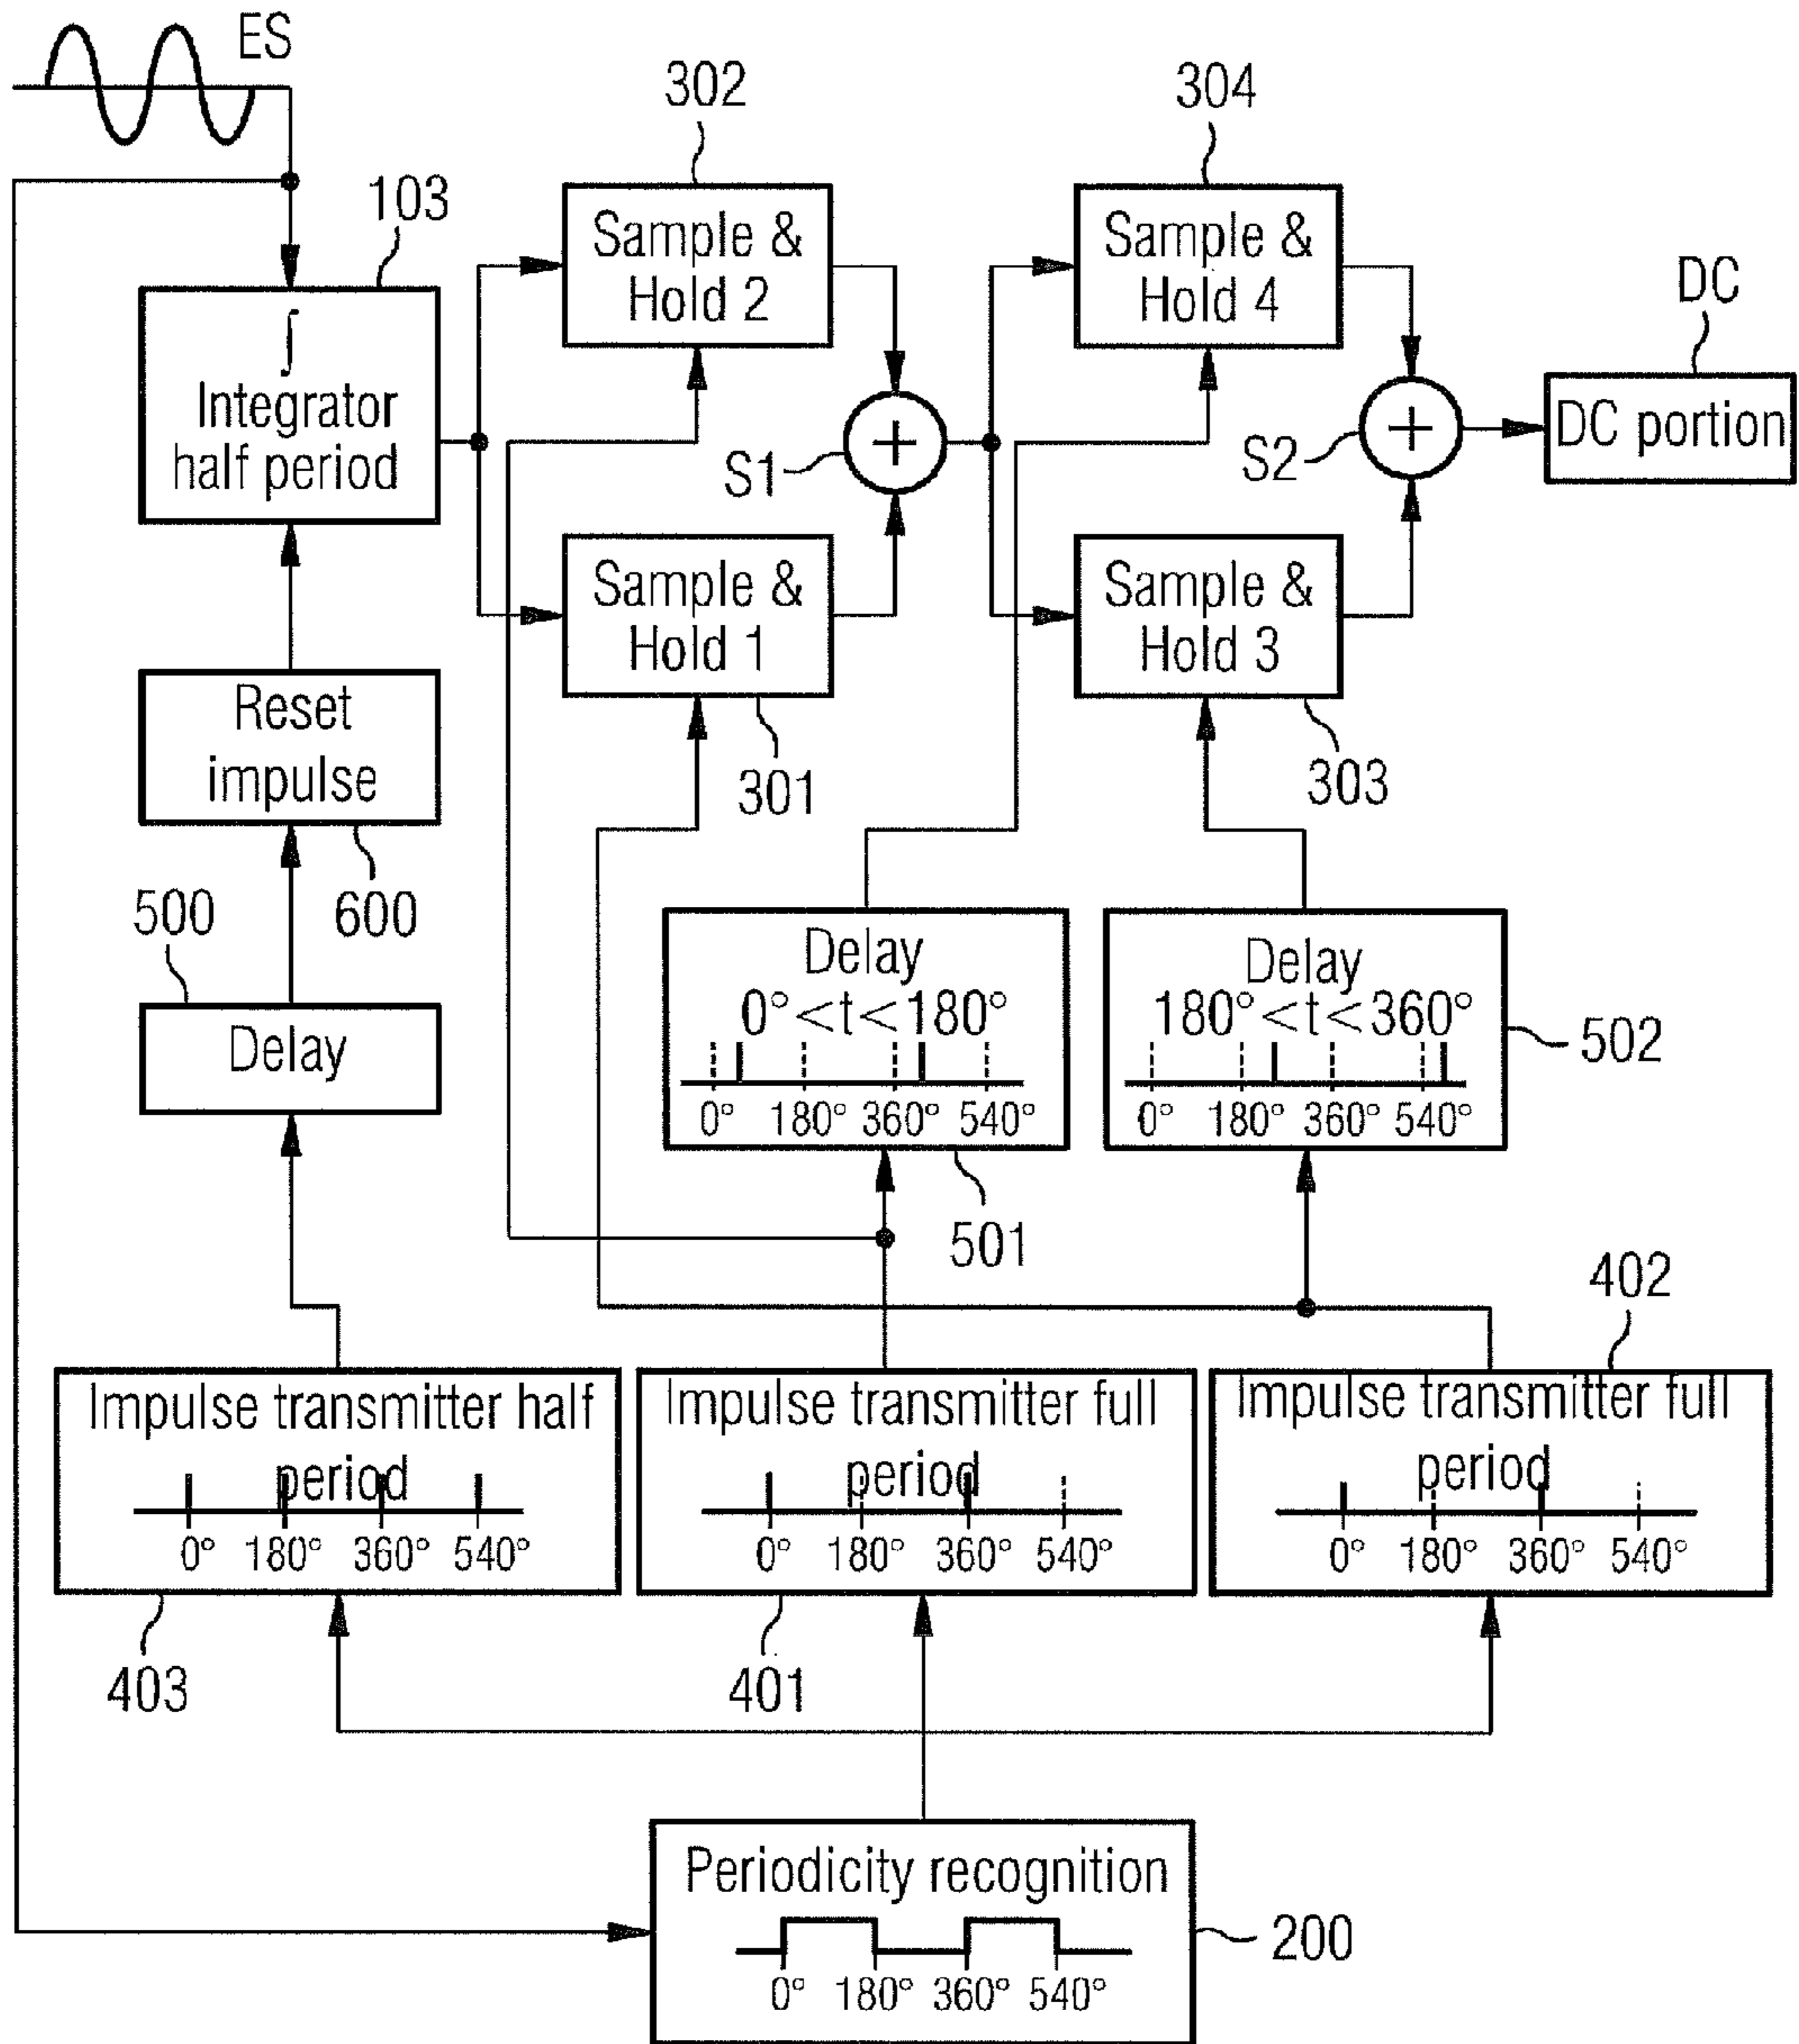 ES
302
304
103
Sample &
Hold 2
Sample &
Hold 4
DC
∫
Integrator
half period
+
S1
+
S2
DC portion
Sample &
Hold 1
Sample &
Hold 3
Reset
impulse
301
303
500
600
Delay
0°<t<180°
0° 180° 360° 540°
Delay
180°<t<360°
0° 180° 360° 540°
502
Delay
501
402
Impulse transmitter half
period
0° 180° 360° 540°
Impulse transmitter full
period
0° 180° 360° 540°
Impulse transmitter full
period
0° 180° 360° 540°
403
401
Periodicity recognition
0° 180° 360° 540°
200